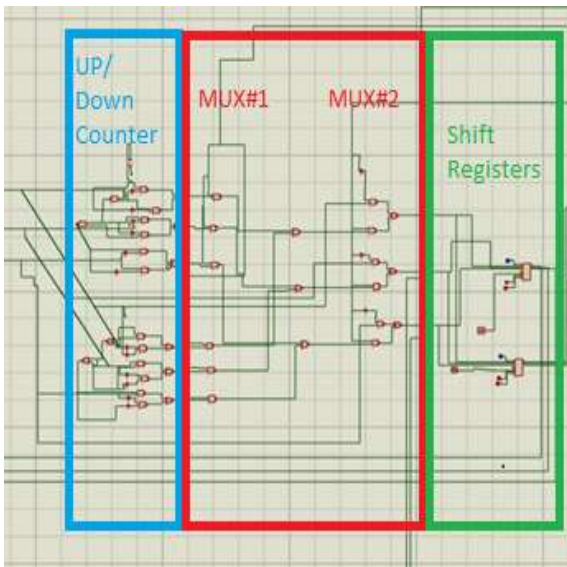 UP/
Down
Counter
MUX#1
MUX#2
Shift
Registers